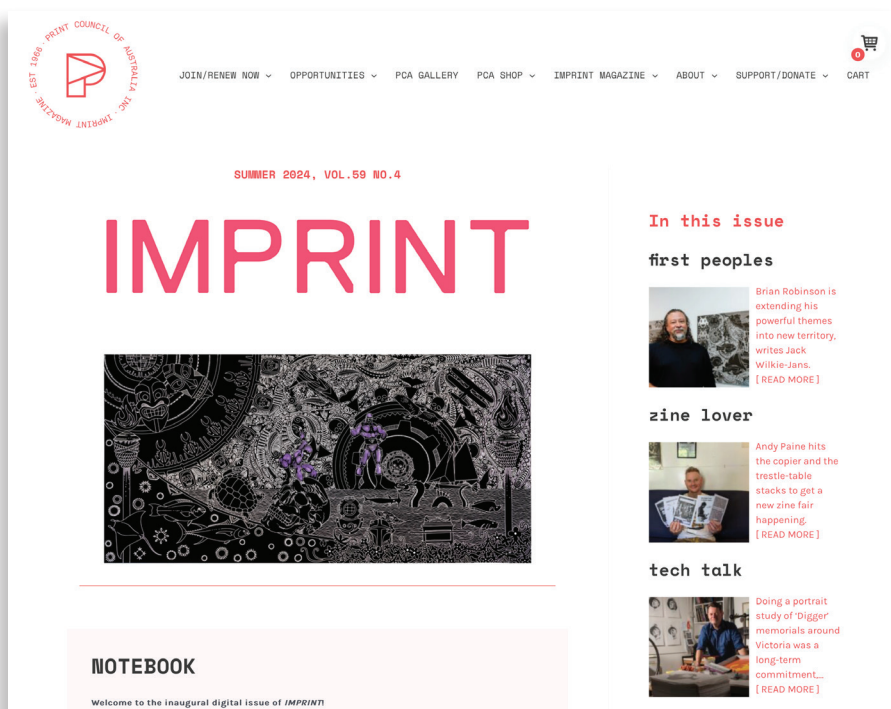 PRINT COUNCIL OF AUSTRALIA INC · IMPRINT MAGAZINE · EST 1966 ·
0
JOIN/RENEW NOW OPPORTUNITIES PCA GALLERY PCA SHOP IMPRINT MAGAZINE ABOUT SUPPORT/DONATE CART
SUMMER 2024, VOL.59 NO.4
IMPRINT
NOTEBOOK
Welcome to the inaugural digital issue of IMPRINT!
In this issue
first peoples
Brian Robinson is
extending his
powerful themes
into new territory,
writes Jack
Wilkie-Jans.
[ READ MORE ]
zine lover
Andy Paine hits
the copier and the
trestle-table
stacks to get a
new zine fair
happening.
[ READ MORE ]
tech talk
Doing a portrait
study of 'Digger'
memorials around
Victoria was a
long-term
commitment,...
[ READ MORE ]